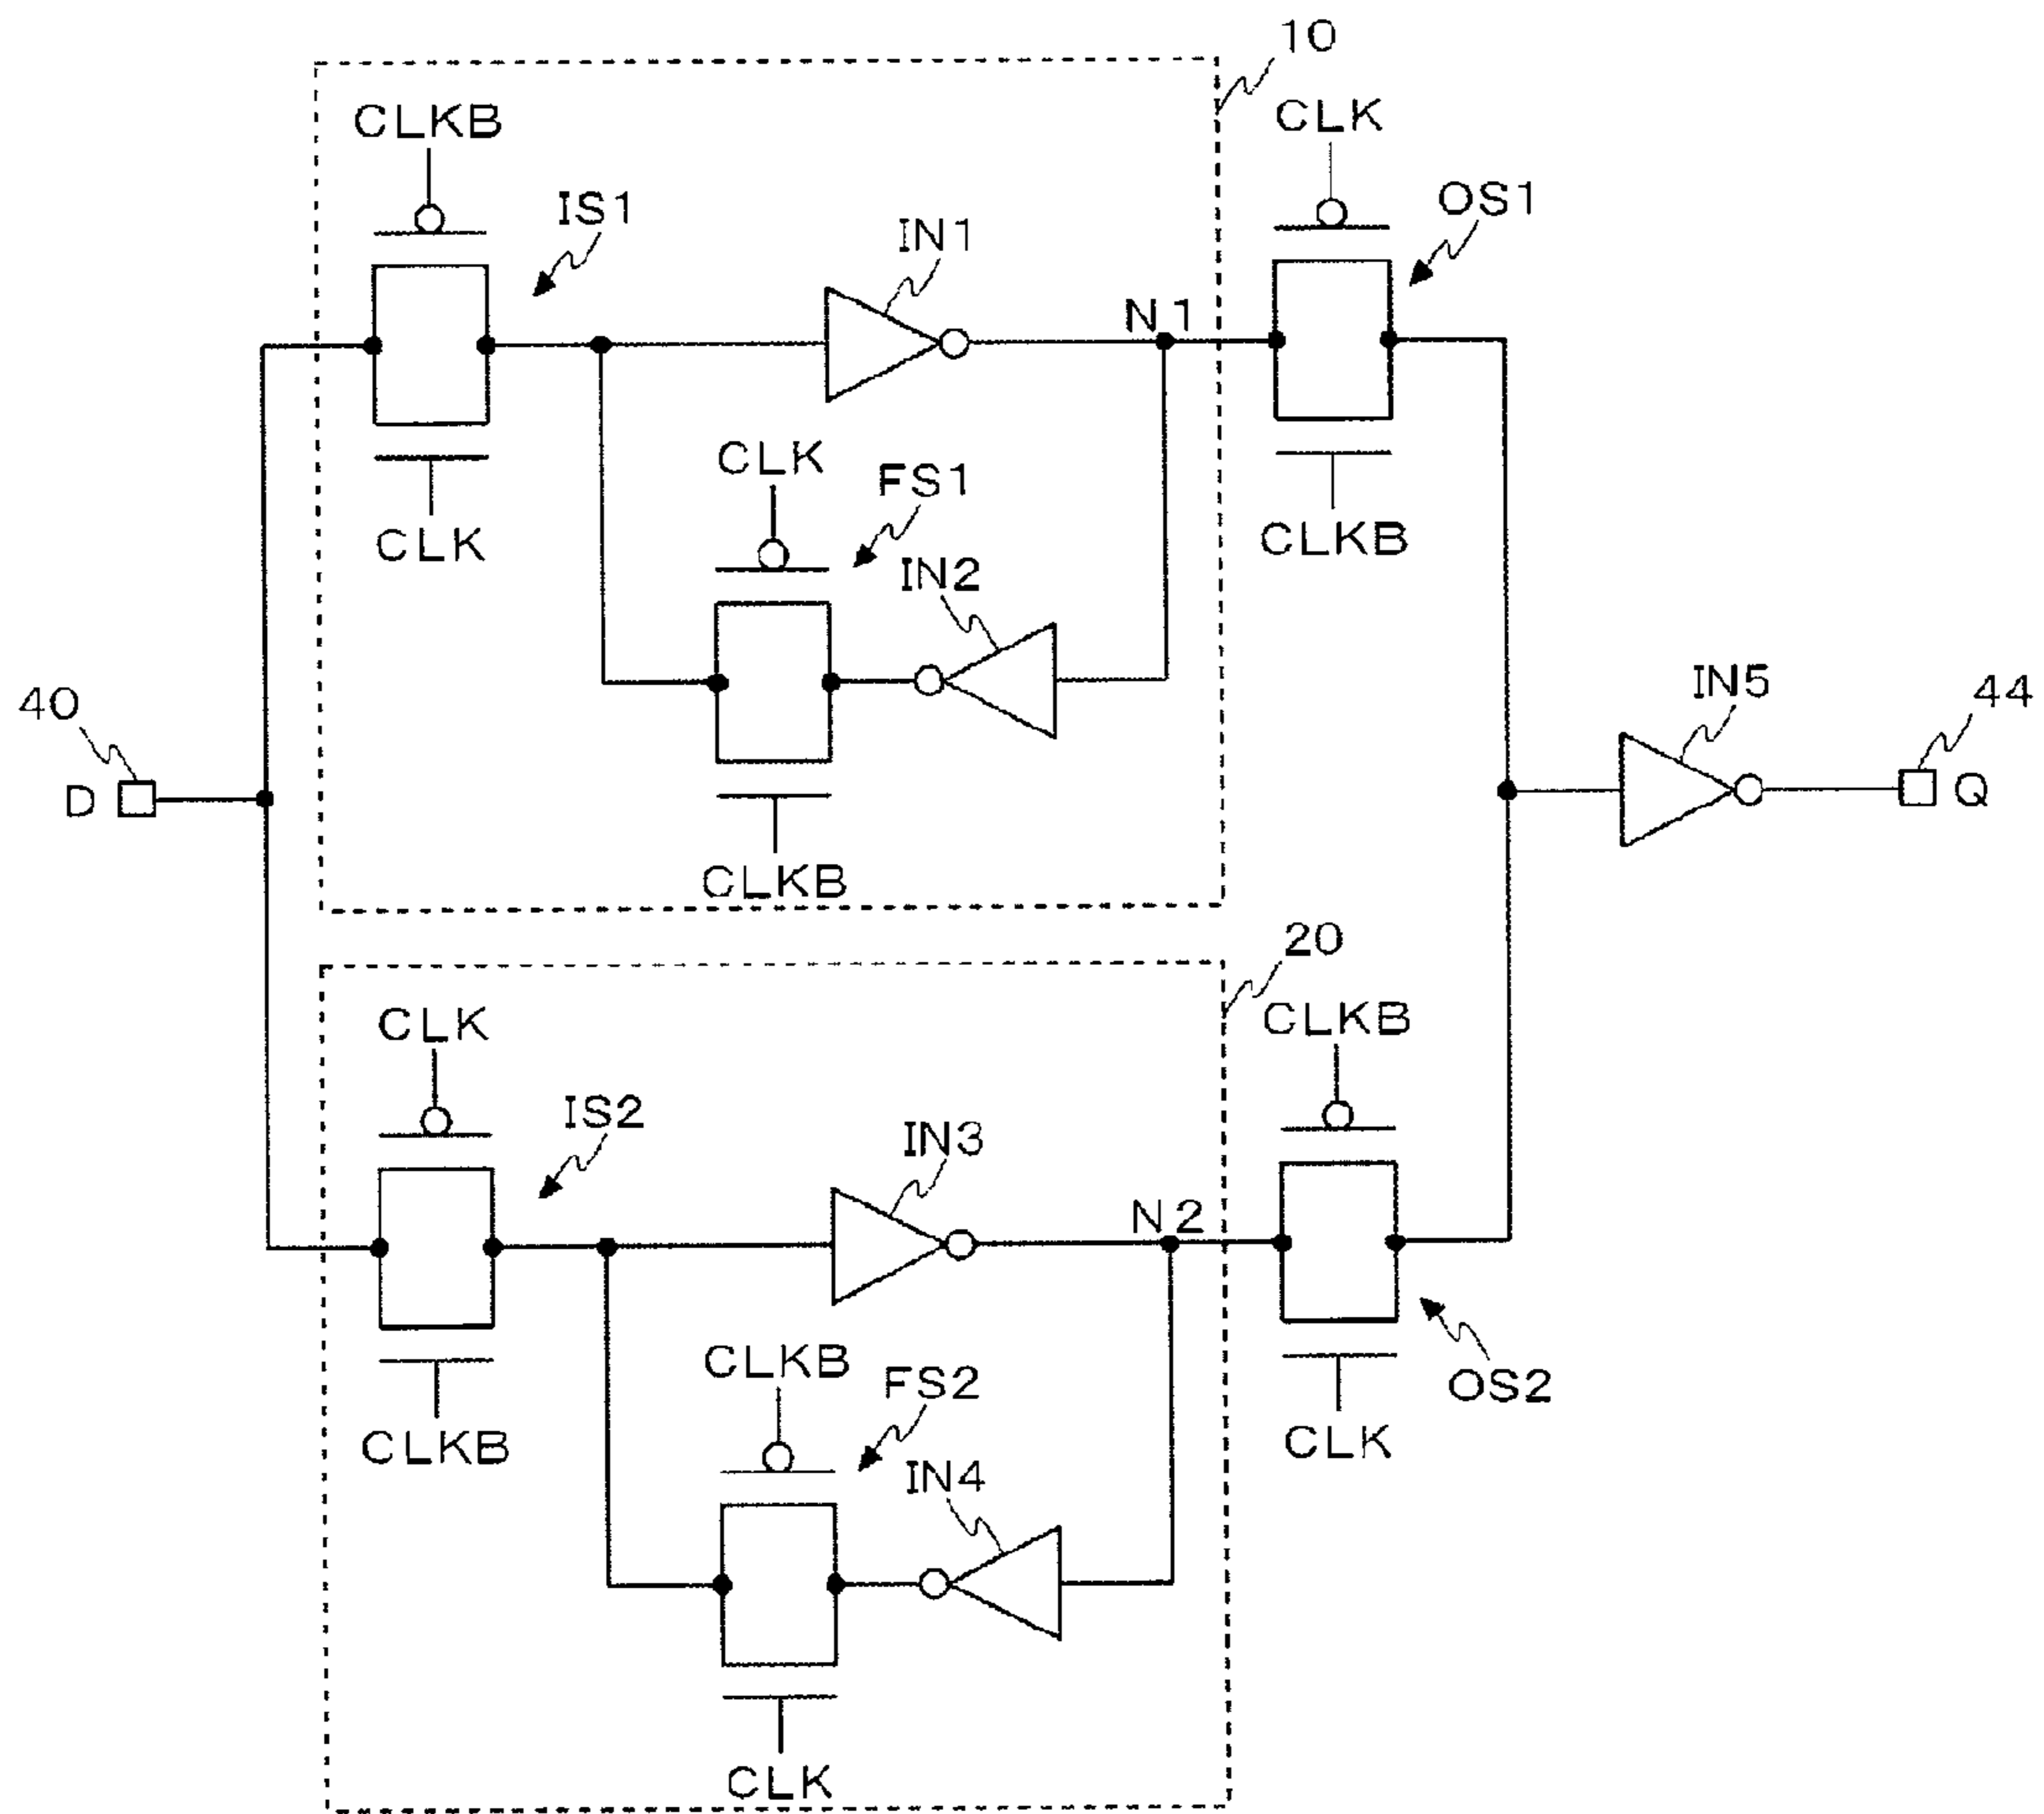 10
CLKB
CLK
IS1
OS1
IN1
N1
CLK
FS1
CLK
CLKB
IN2
40
IN5
44
D
Q
CLKB
20
CLK
CLKB
IS2
IN3
N2
CLKB
FS2
OS2
CLKB
CLK
IN4
CLK